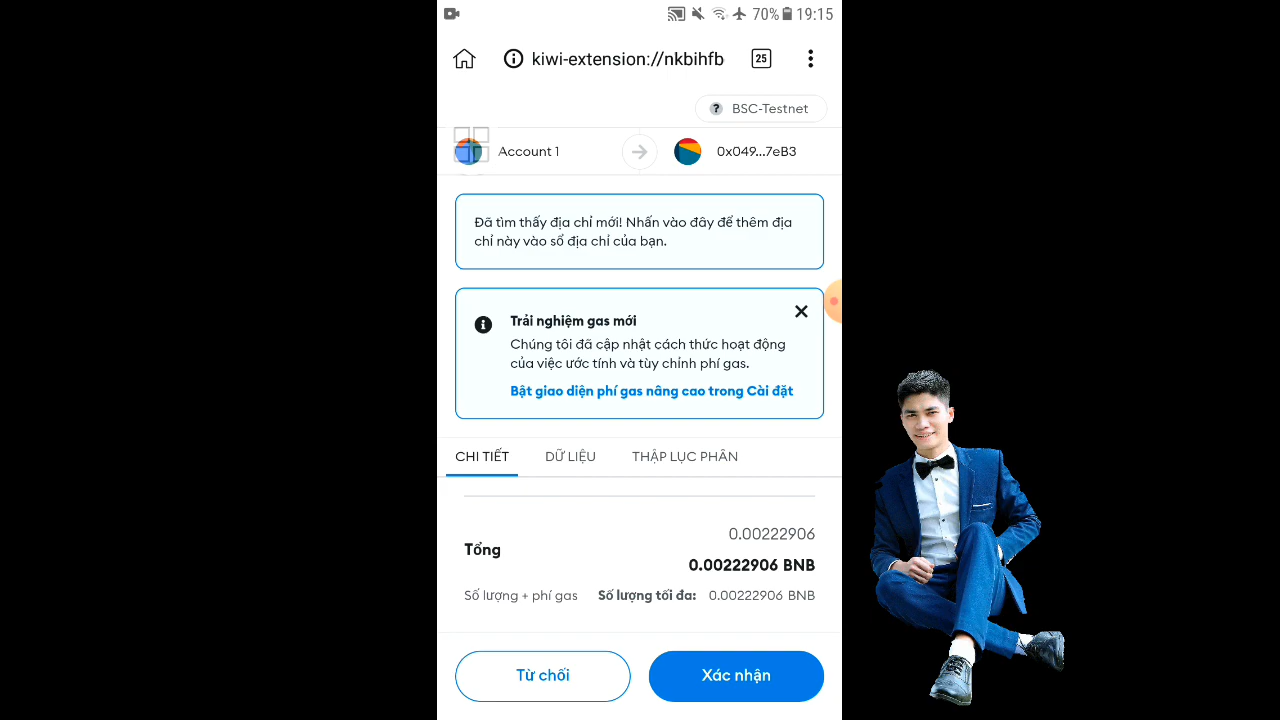 70% 19:15
kiwi-extension://nkbihfb
25
? BSC-Testnet
Account 1
0x049...7eB3
Đã tìm thấy địa chỉ mới! Nhấn vào đây để thêm địa
chỉ này vào sổ địa chỉ của bạn.
Trải nghiệm gas mới
Chúng tôi đã cập nhật cách thức hoạt động
của việc ước tính và tùy chỉnh phí gas.
Bật giao diện phí gas nâng cao trong Cài đặt
CHI TIẾT DỮ LIỆU THẬP LỤC PHÂN
0.00222906
Tổng
0.00222906 BNB
Số lượng + phí gas Số lượng tối đa: 0.00222906 BNB
Từ chối Xác nhận